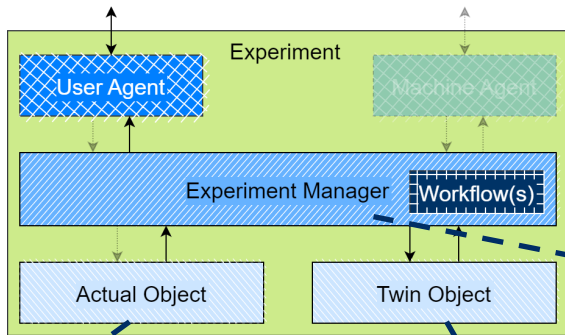 Experiment
User Agent
Machine Agent
Experiment Manager
Workflow(s)
Actual Object
Twin Object